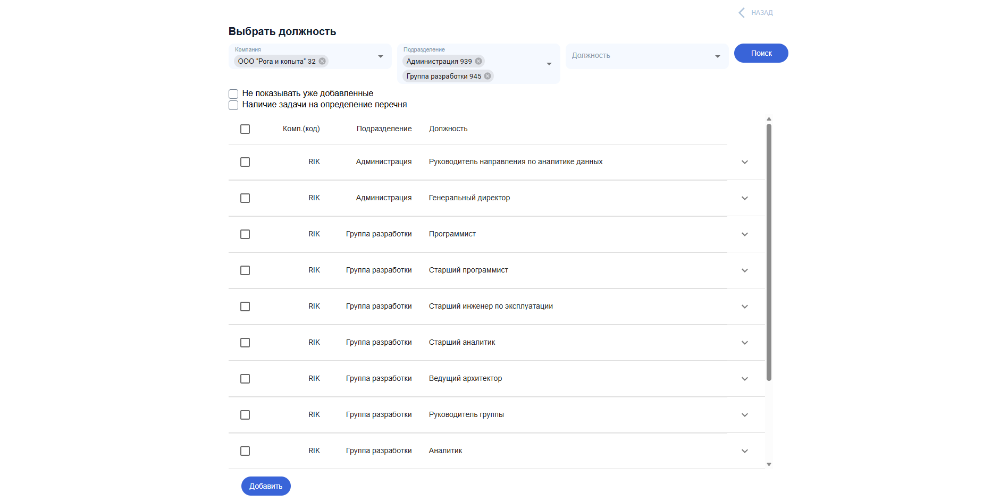 НАЗАД
Выбрать должность
Компания
ООО "Рога и копыта" 32
Подразделение
Администрация 939
Группа разработки 945
Должность
Поиск
Не показывать уже добавленные
Наличие задачи на определение перечня
Комп.(код) Подразделение Должность
RIK Администрация Руководитель направления по аналитике данных
RIK Администрация Генеральный директор
RIK Группа разработки Программист
RIK Группа разработки Старший программист
RIK Группа разработки Старший инженер по эксплуатации
RIK Группа разработки Старший аналитик
RIK Группа разработки Ведущий архитектор
RIK Группа разработки Руководитель группы
RIK Группа разработки Аналитик
Добавить